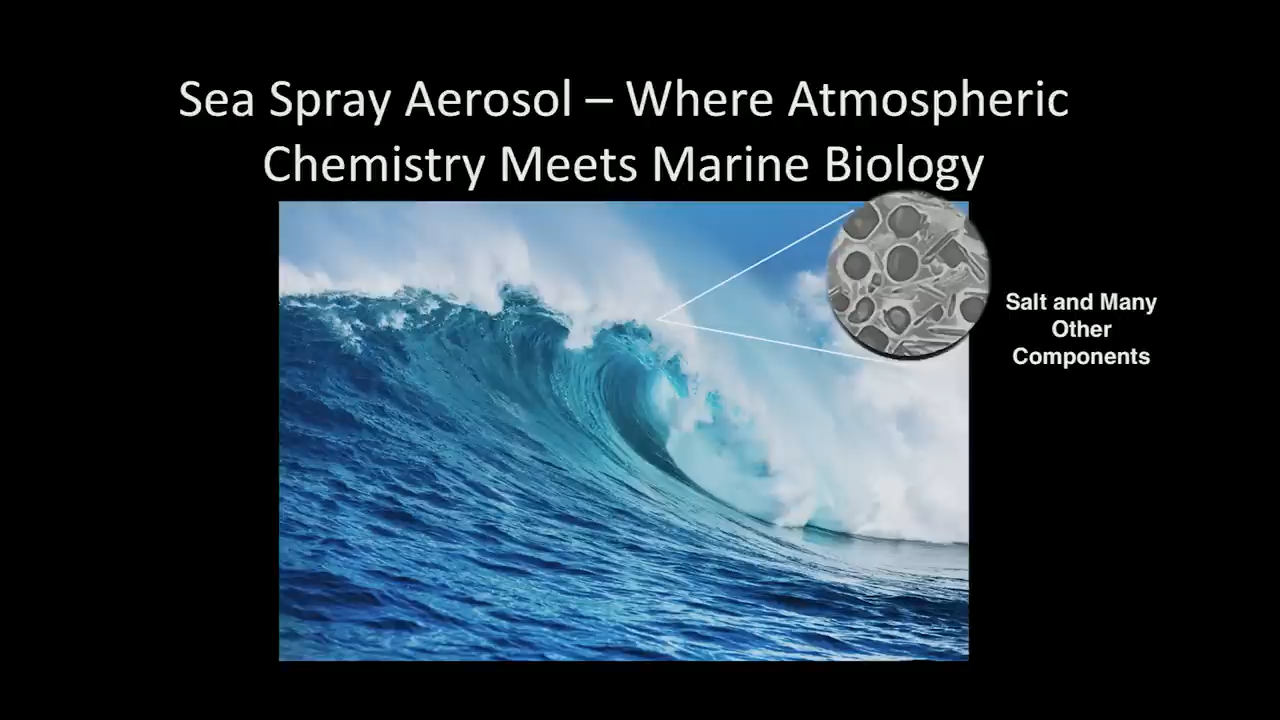 Sea Spray Aerosol – Where Atmospheric
Chemistry Meets Marine Biology
Salt and Many
Other
Components